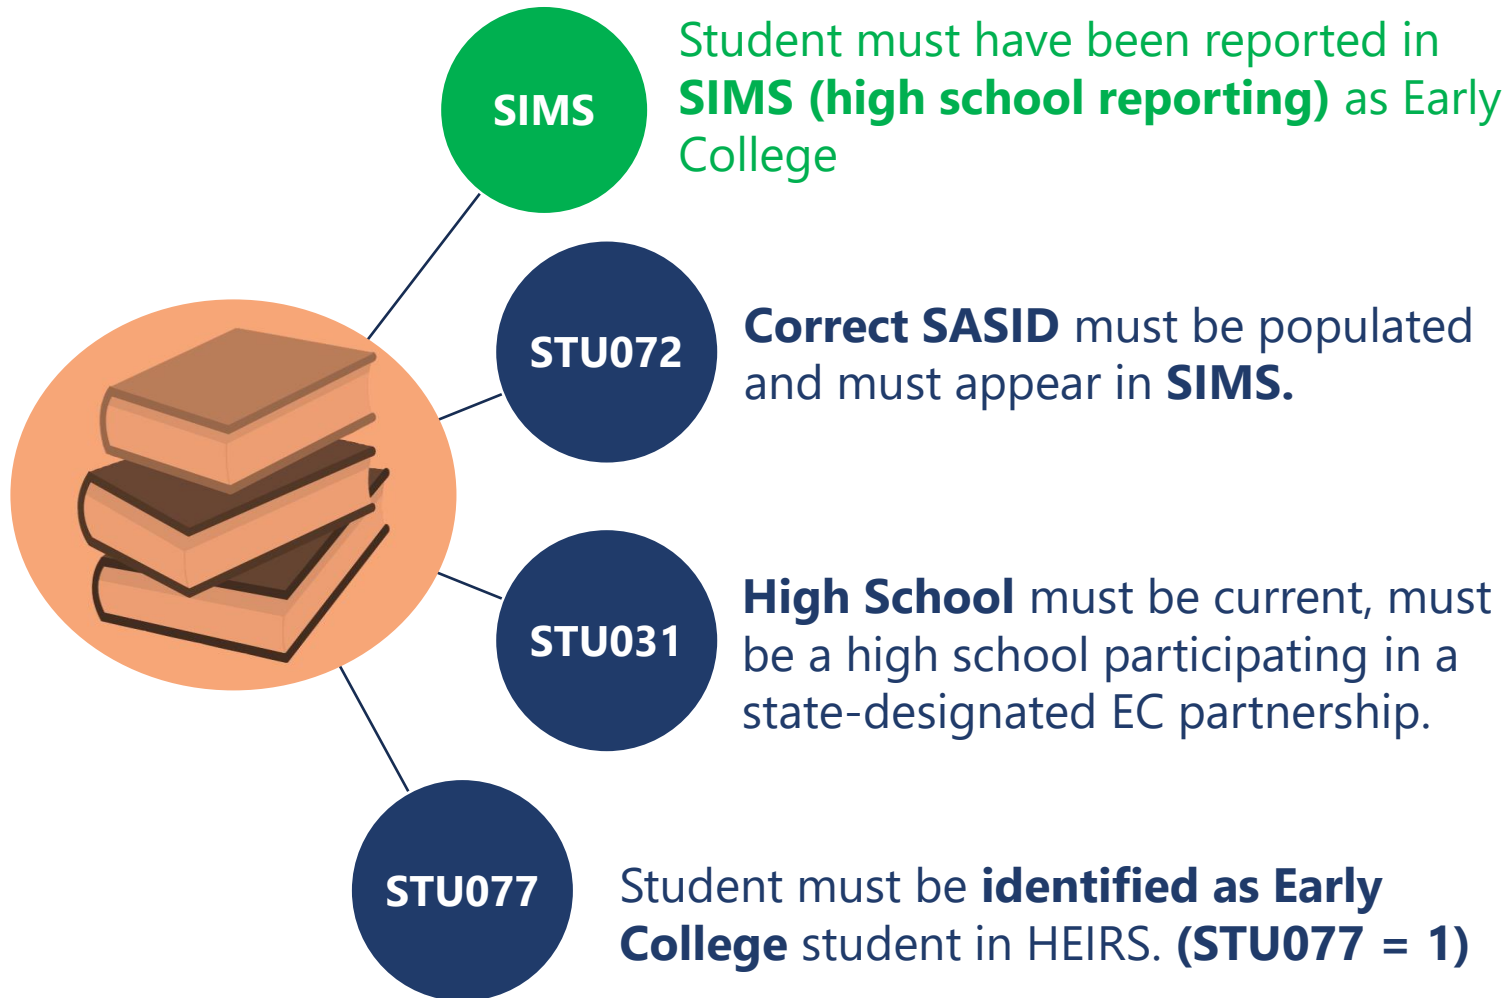 SIMS
Student must have been reported in
SIMS (high school reporting) as Early
College
STU072
Correct SASID must be populated
and must appear in SIMS.
STU031
High School must be current, must
be a high school participating in a
state-designated EC partnership.
STU077
Student must be identified as Early
College student in HEIRS. (STU077 = 1)